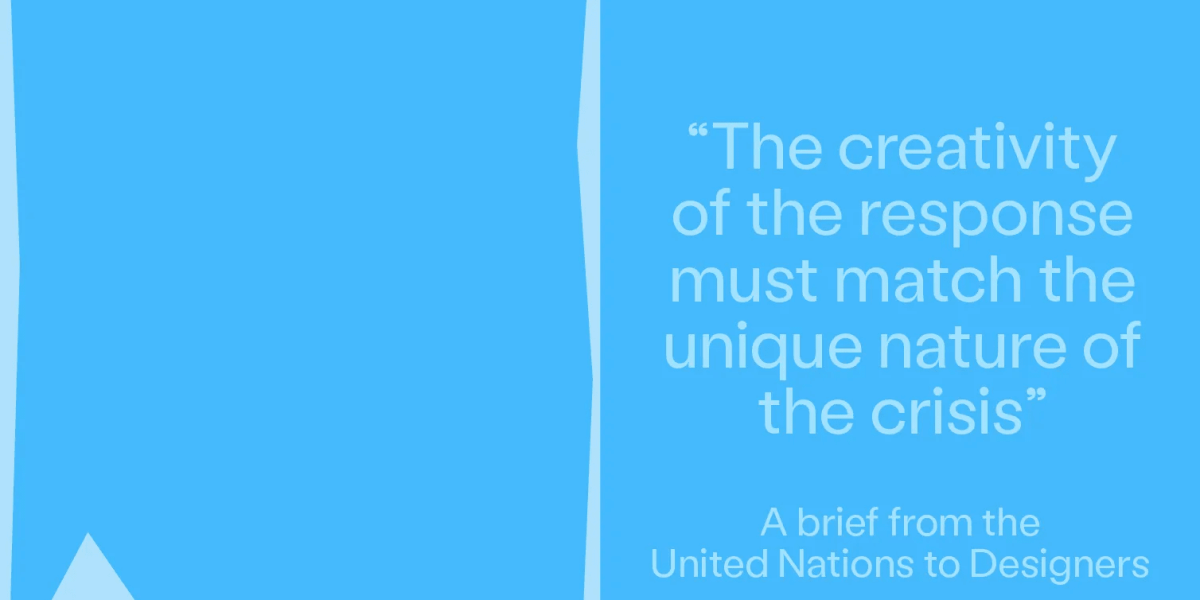 “The creativity
of the response
must match the
unique nature of
the crisis”
A brief from the
United Nations to Designers